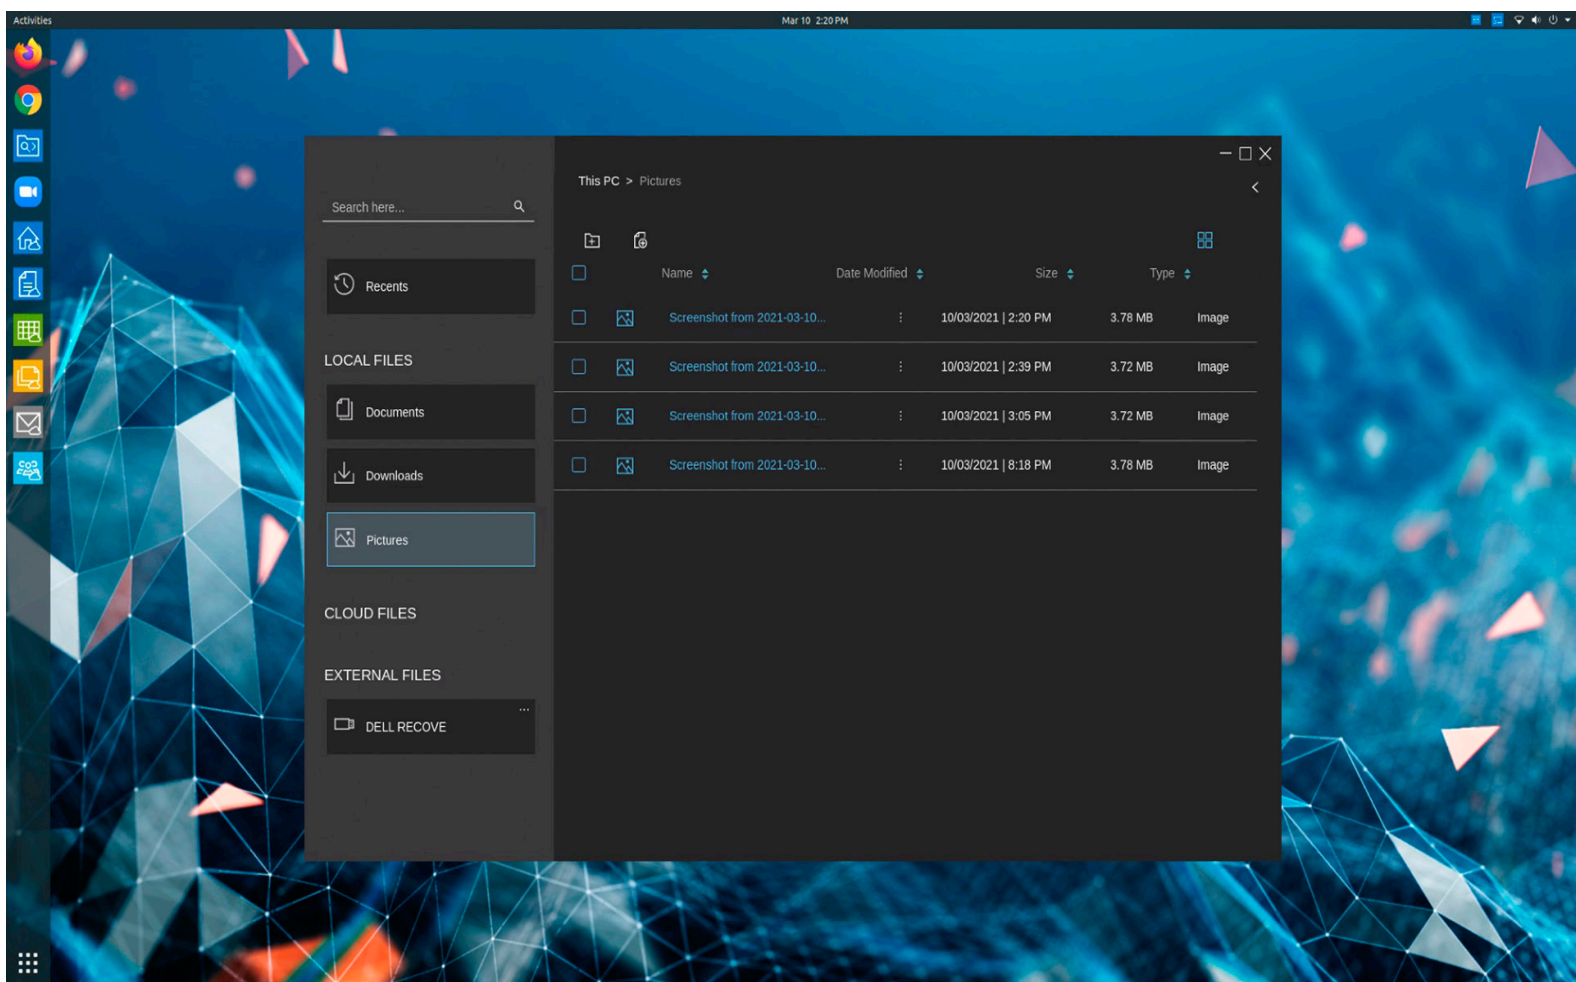 Activities
Mar 10 2:20 PM
Search here...
This PC > Pictures
Recents
Name Date Modified Size Type
Screenshot from 2021-03-10... 10/03/2021 | 2:20 PM 3.78 MB Image
LOCAL FILES
Screenshot from 2021-03-10... 10/03/2021 | 2:39 PM 3.72 MB Image
Documents
Screenshot from 2021-03-10... 10/03/2021 | 3:05 PM 3.72 MB Image
Downloads
Screenshot from 2021-03-10... 10/03/2021 | 8:18 PM 3.78 MB Image
Pictures
CLOUD FILES
EXTERNAL FILES
DELL RECOVE